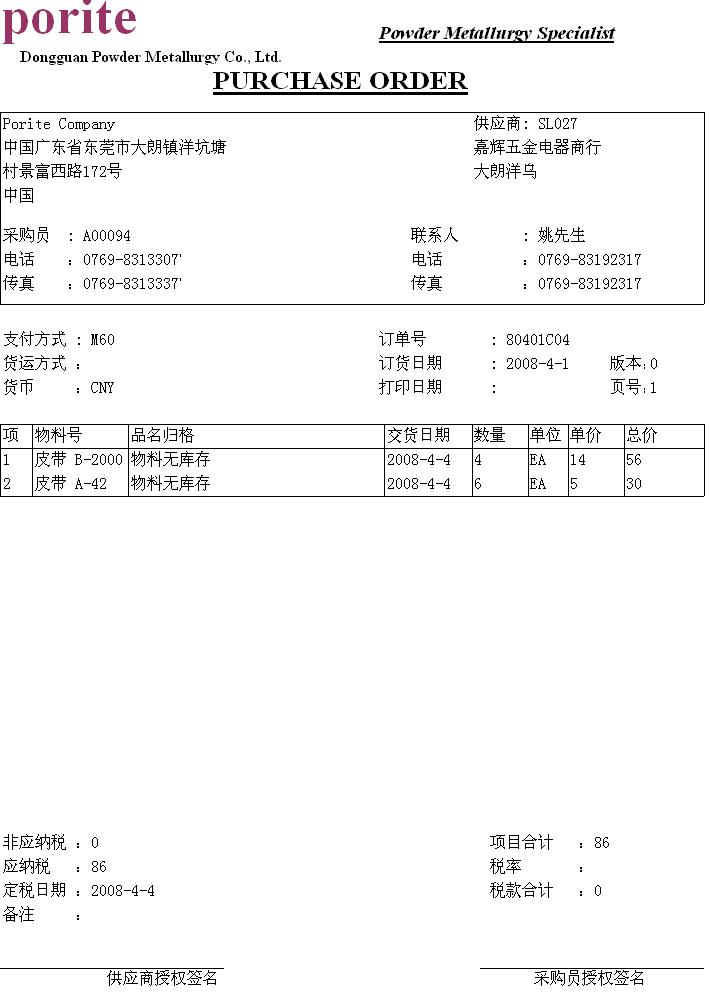 porite
Powder Metallurgy Specialist
Dongguan Powder Metallurgy Co., Ltd.
PURCHASE ORDER
Porite Company 供应商: SL027
中国广东省东莞市大朗镇洋坑塘 嘉辉五金电器商行
村景富西路172号 大朗洋乌
中国
采购员 : A00094 联系人 : 姚先生
电话 : 0769-8313307' 电话 : 0769-83192317
传真 : 0769-8313337' 传真 : 0769-83192317
支付方式 : M60 订单号 : 80401C04
货运方式 : 订货日期 : 2008-4-1 版本:0
货币 : CNY 打印日期 : 页号:1
项 物料号 品名归格 交货日期 数量 单位 单价 总价
1 皮带 B-2000 物料无库存 2008-4-4 4 EA 14 56
2 皮带 A-42 物料无库存 2008-4-4 6 EA 5 30
非应纳税 : 0 项目合计 : 86
应纳税 : 86 税率 :
定税日期 : 2008-4-4 税款合计 : 0
备注 :
供应商授权签名 采购员授权签名